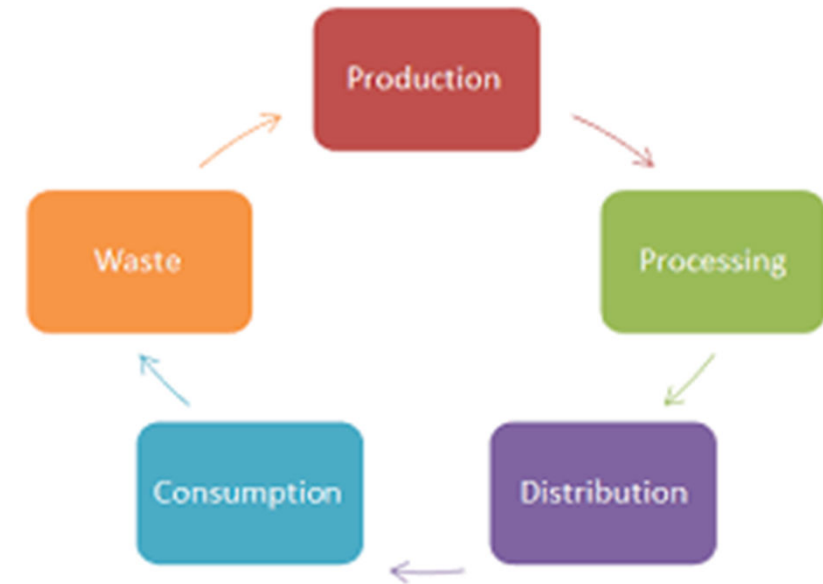 Production
Processing
Distribution
Consumption
Waste